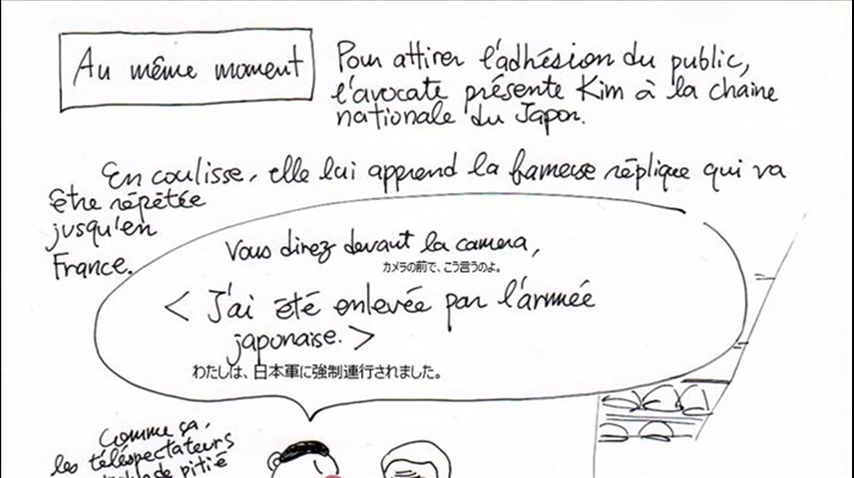 Au même moment
Pour attirer l'adhésion du public,
l'avocate présente Kim à la chaine
nationale du Japon.
En coulisse, elle lui apprend la fameuse réplique qui va
être répétée
jusqu'en
France.
Vous direz devant la camera,
カメラの前で、こう言うのよ。
< J'ai été enlevée par l'armée
japonaise. >
わたしは、日本軍に強制連行されました。
Comme ça,
les téléspectateurs
de pitié